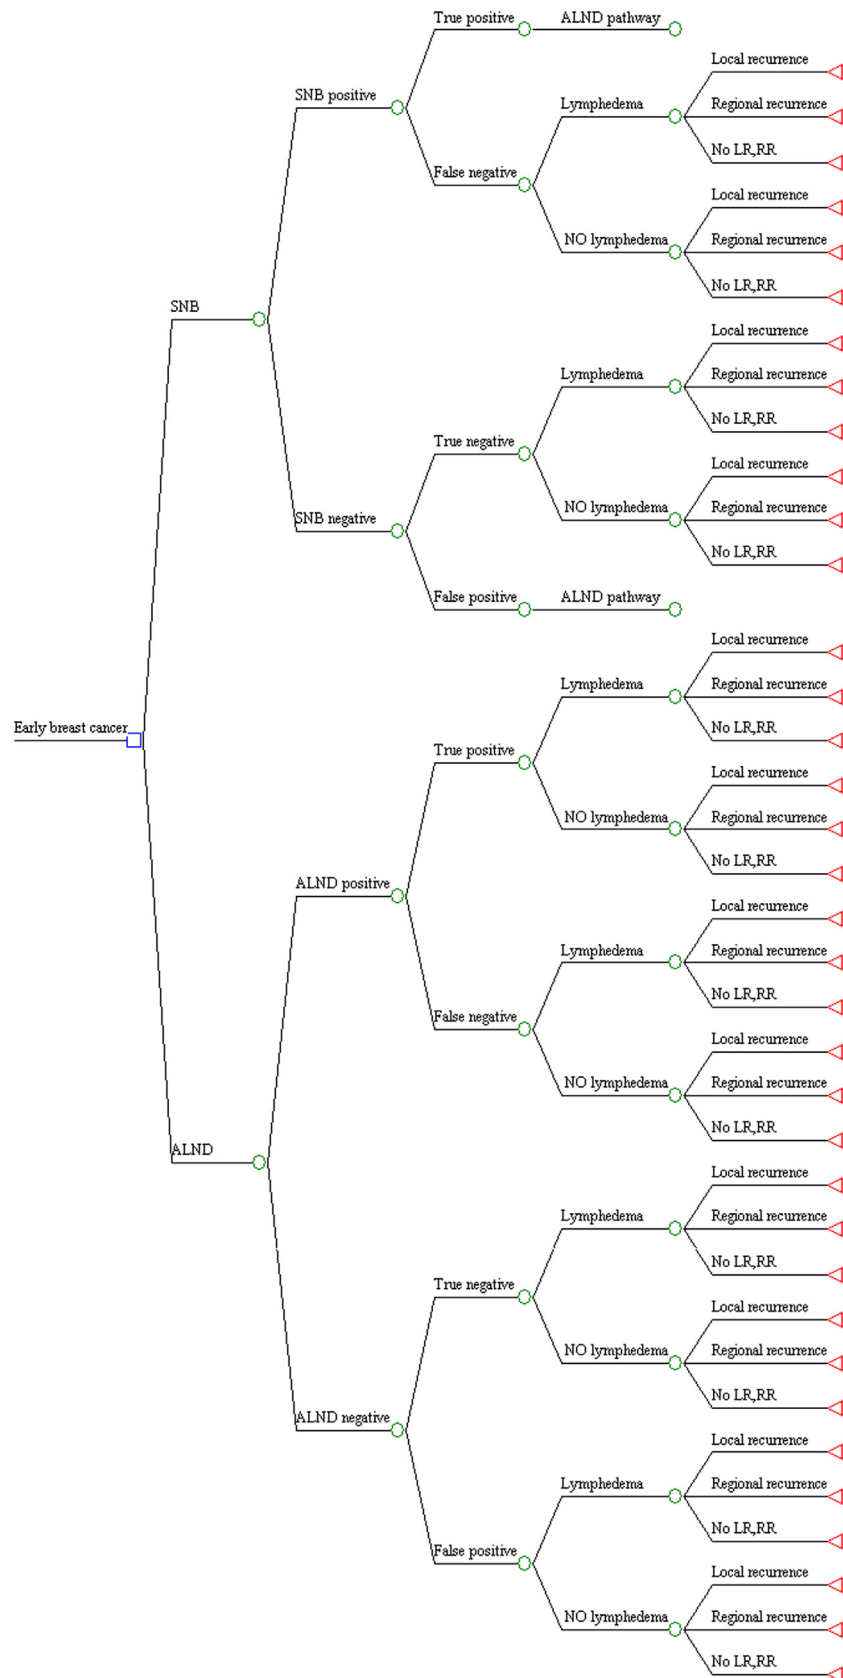 True positive
ALND pathway
Local recurrence
SNB positive
Lymphedema
Regional recurrence
No LR,RR
False negative
Local recurrence
NO lymphedema
Regional recurrence
No LR,RR
SNB
Local recurrence
Lymphedema
Regional recurrence
No LR,RR
True negative
Local recurrence
SNB negative
NO lymphedema
Regional recurrence
No LR,RR
False positive
ALND pathway
Local recurrence
Lymphedema
Regional recurrence
Early breast cancer
No LR,RR
True positive
Local recurrence
NO lymphedema
Regional recurrence
No LR,RR
ALND positive
Local recurrence
Lymphedema
Regional recurrence
No LR,RR
False negative
Local recurrence
NO lymphedema
Regional recurrence
No LR,RR
ALND
Local recurrence
Lymphedema
Regional recurrence
No LR,RR
True negative
Local recurrence
NO lymphedema
Regional recurrence
No LR,RR
ALND negative
Local recurrence
Lymphedema
Regional recurrence
No LR,RR
False positive
Local recurrence
NO lymphedema
Regional recurrence
No LR,RR